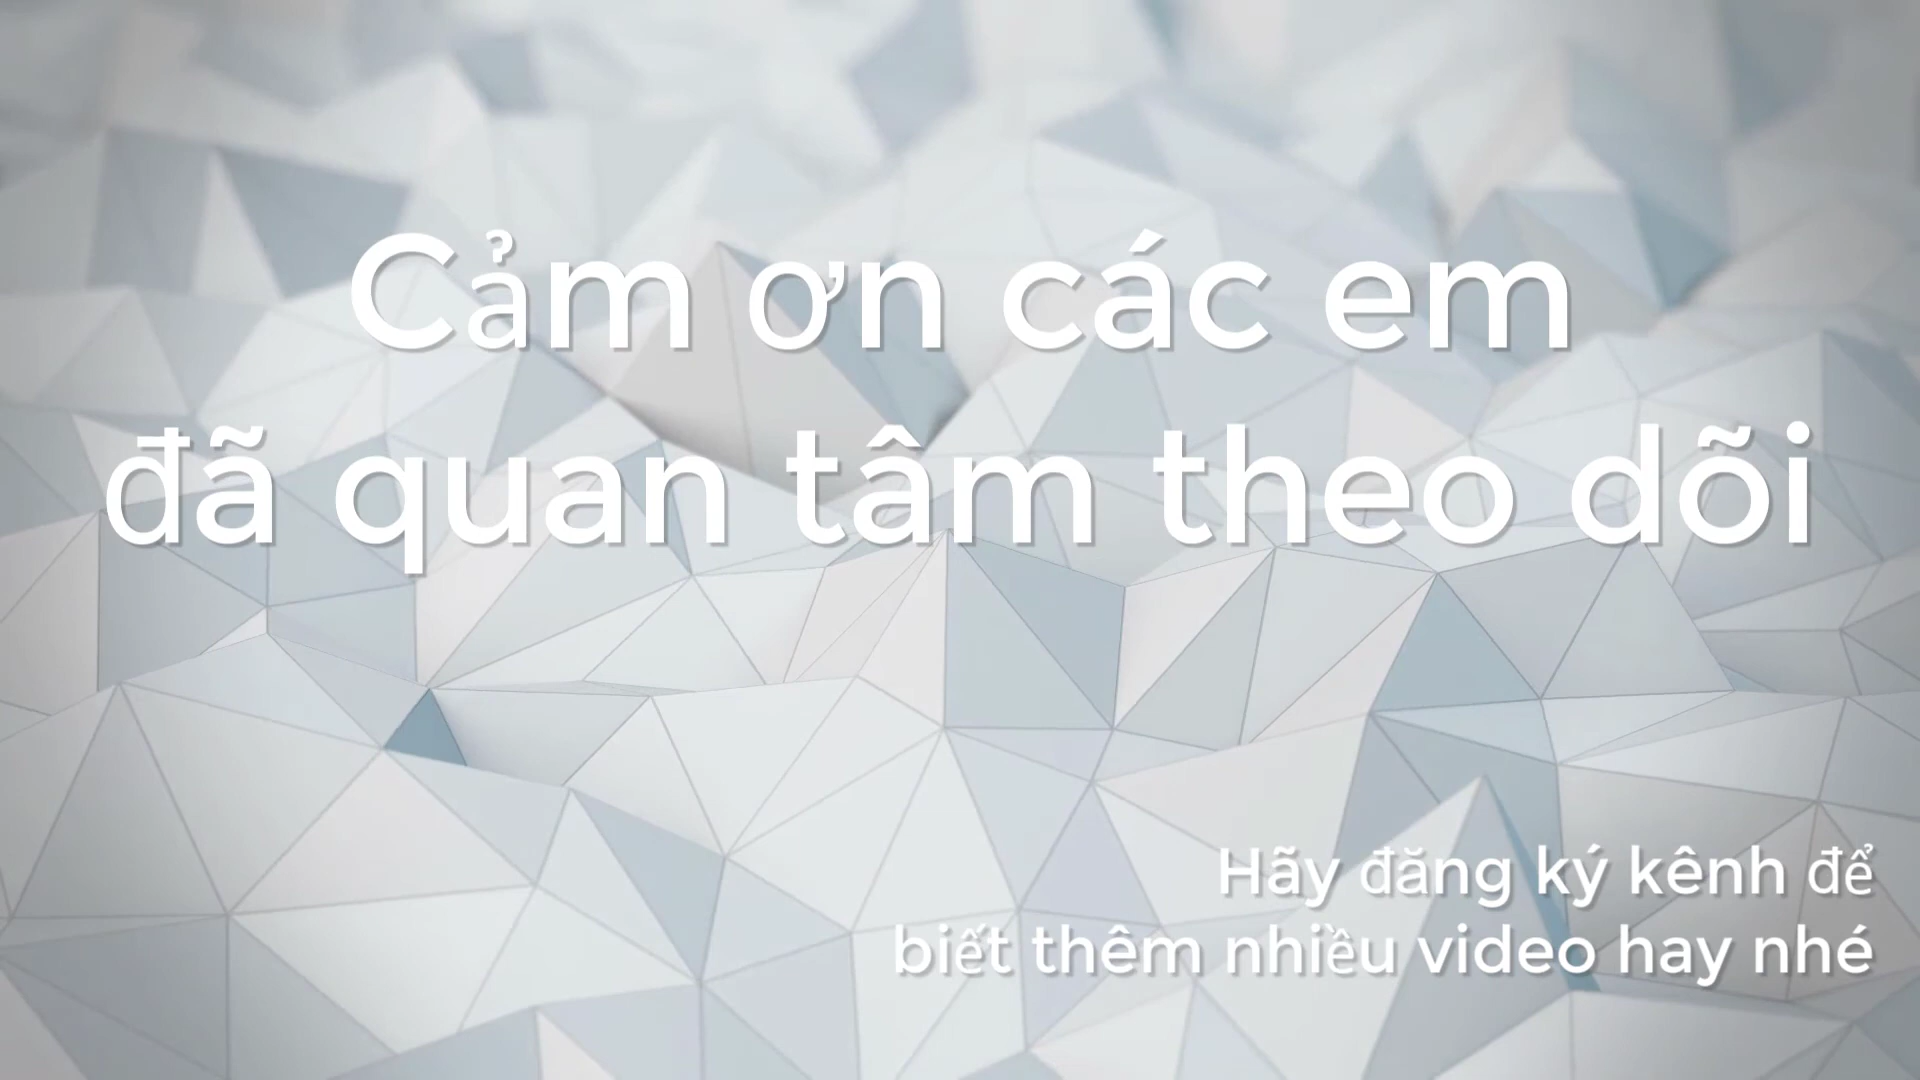 Cảm ơn các em
đã quan tâm theo dõi
Hãy đăng ký kênh để
biết thêm nhiều video hay nhé